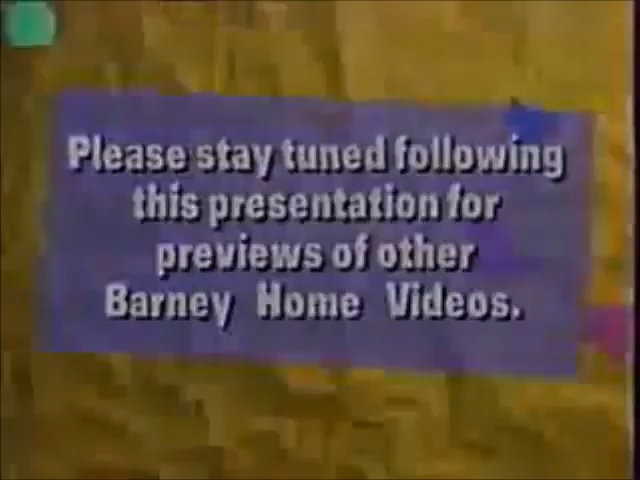 Please stay tuned following
this presentation for
previews of other
Barney Home Videos.